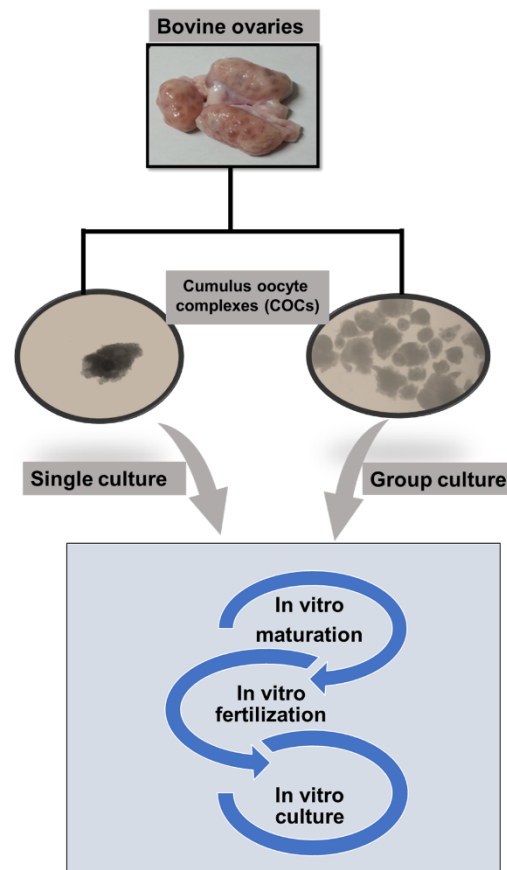 Bovine ovaries
Cumulus oocyte
complexes (COCs)
Single culture
Group culture
In vitro
maturation
In vitro
fertilization
In vitro
culture